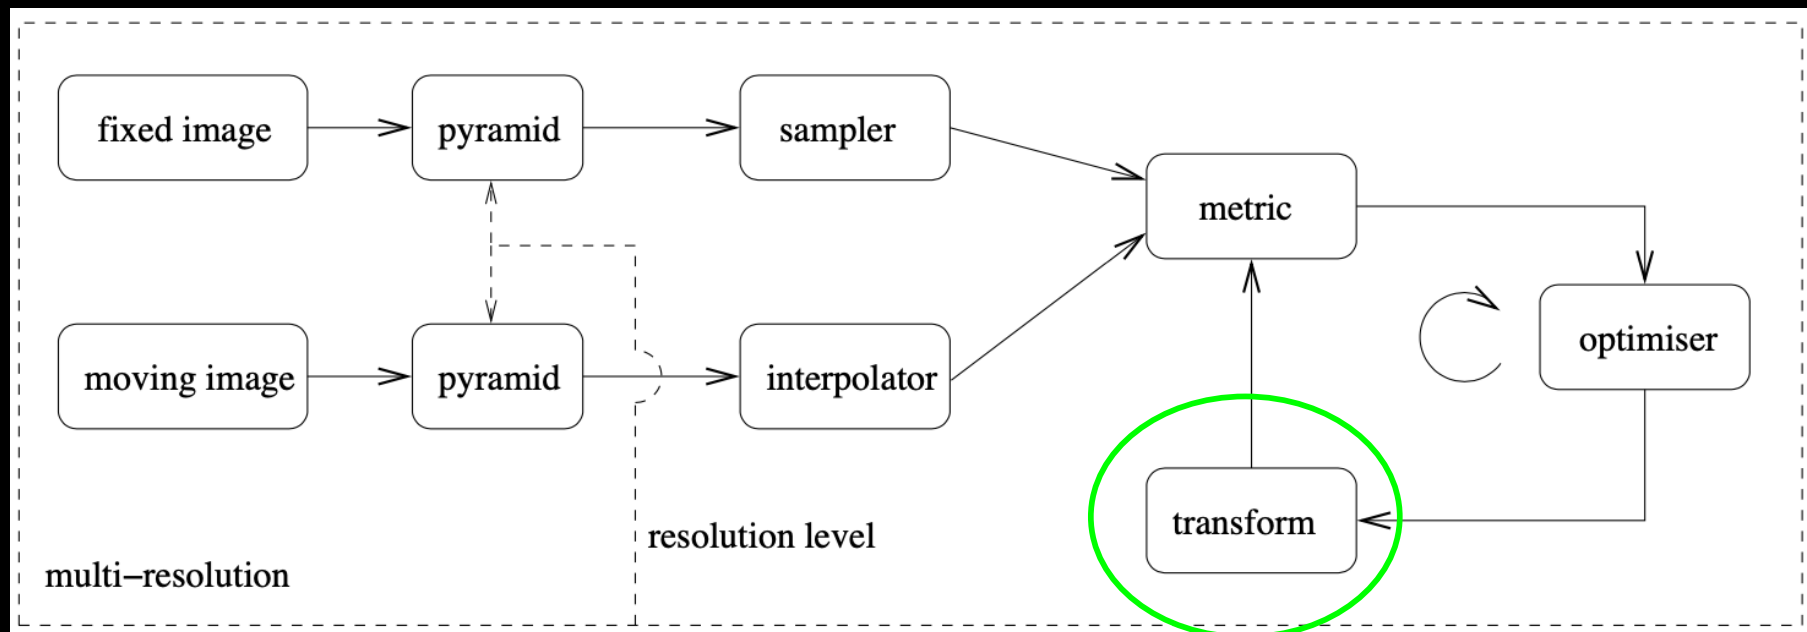 fixed image
pyramid
sampler
metric
optimiser
moving image
pyramid
interpolator
transform
resolution level
multi–resolution